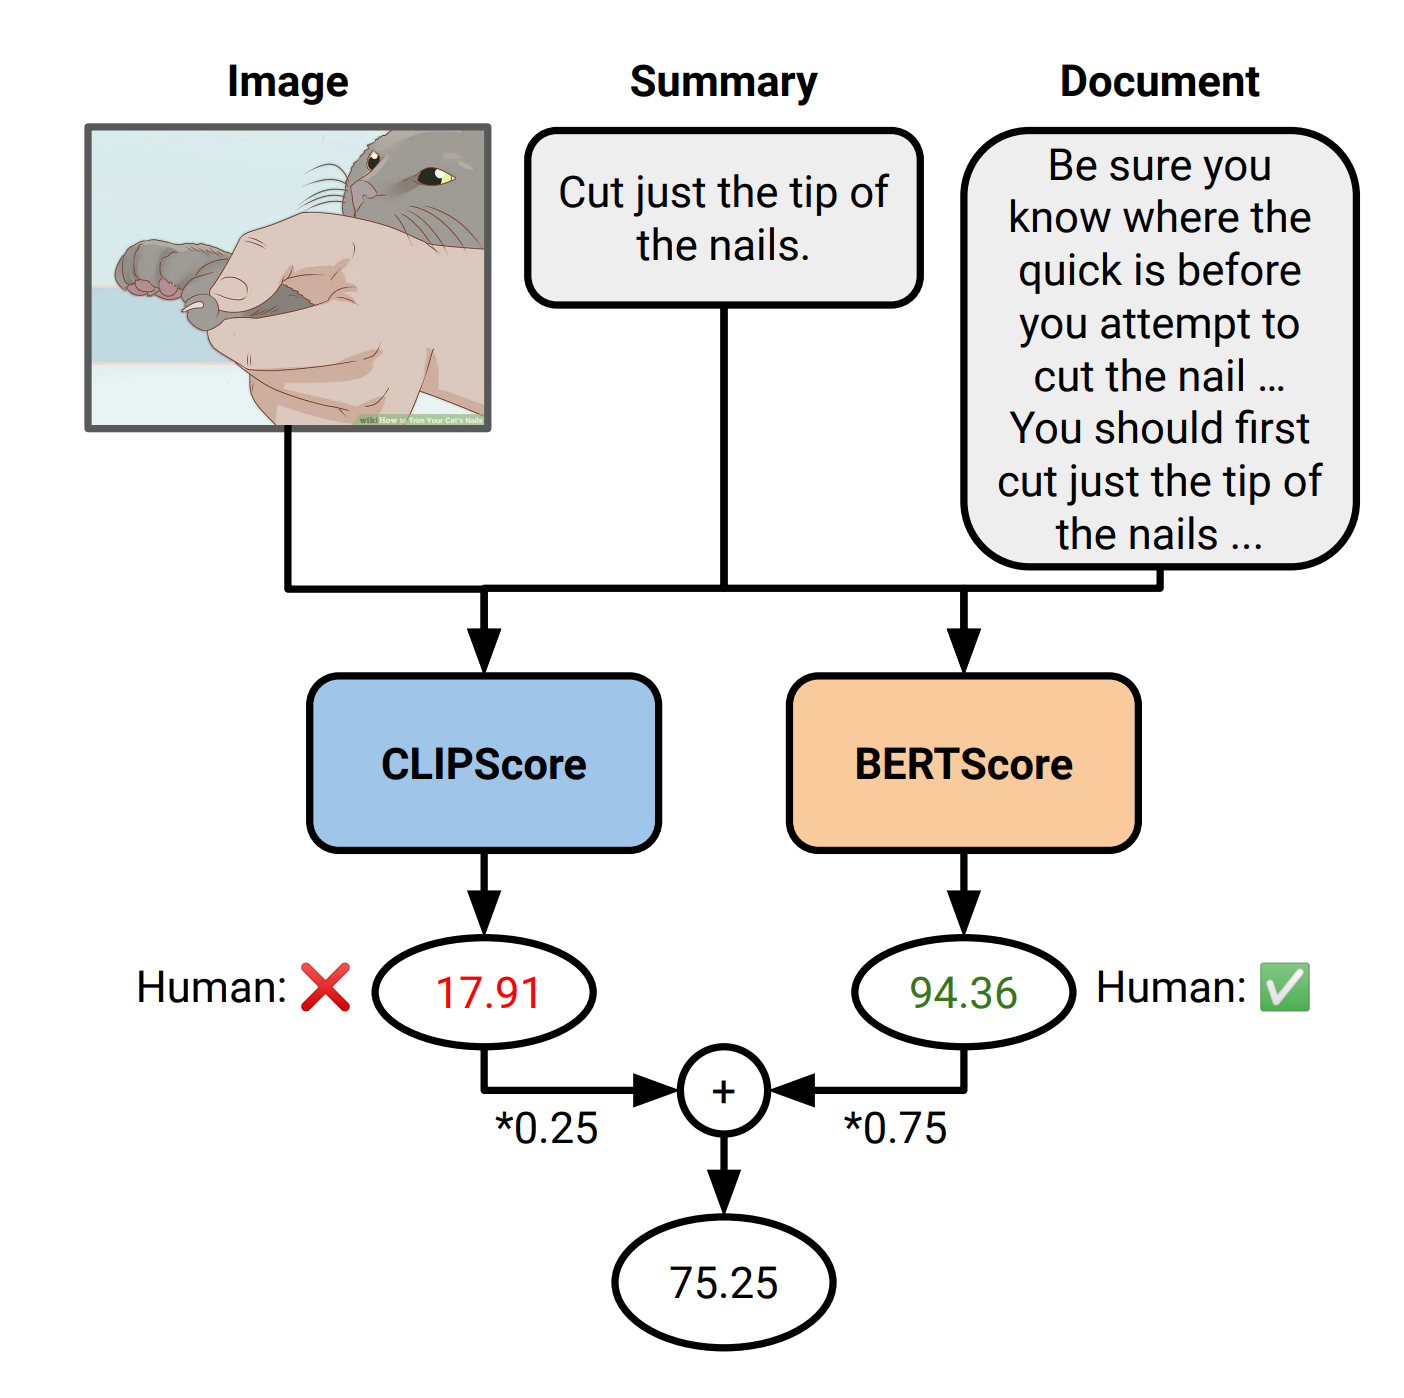 Image
Summary
Document
Cut just the tip of
the nails.
Be sure you
know where the
quick is before
you attempt to
cut the nail ...
You should first
cut just the tip of
the nails ...
wikiHow to Trim Your Cat's Nails
CLIPScore
BERTScore
Human: ❌
17.91
94.36
Human: ✅
+
*0.25
*0.75
75.25